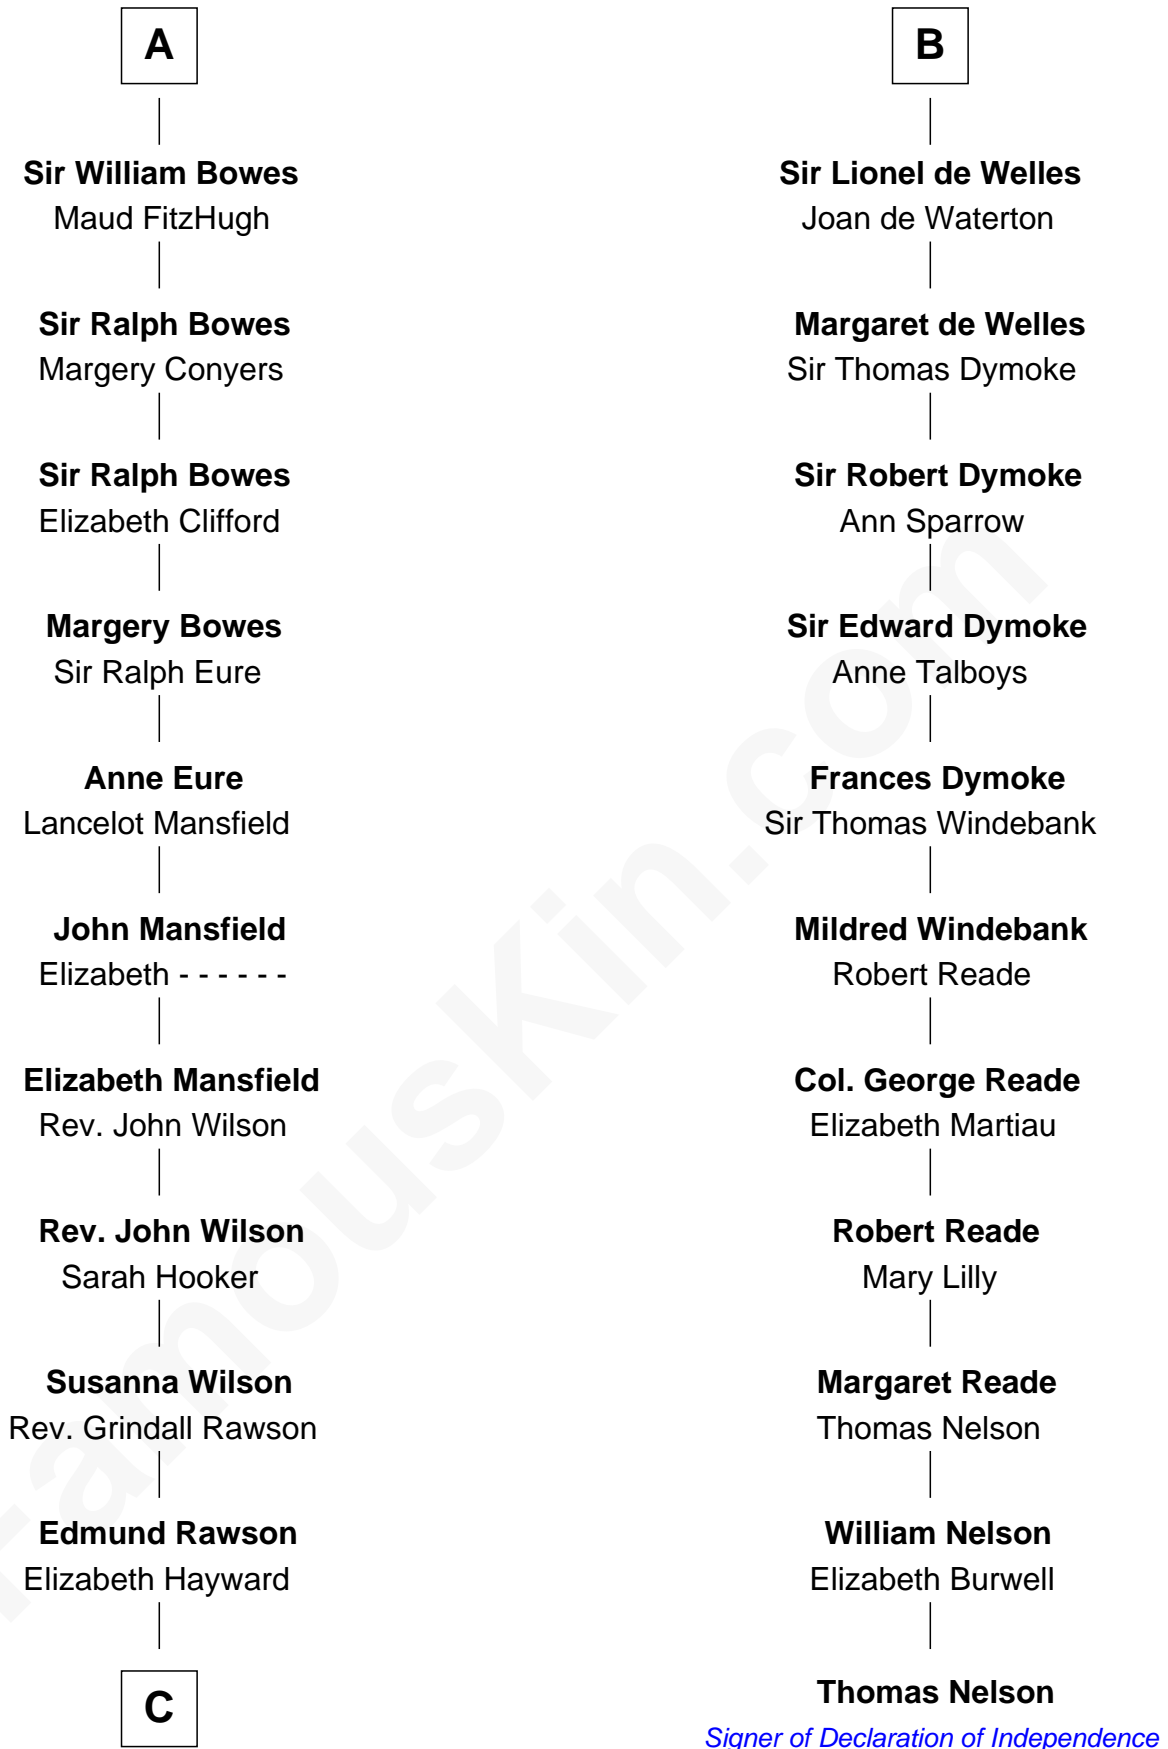 A
Sir William Bowes
Maud FitzHugh
Sir Ralph Bowes
Margery Conyers
Sir Ralph Bowes
Elizabeth Clifford
Margery Bowes
Sir Ralph Eure
Anne Eure
Lancelot Mansfield
John Mansfield
Elizabeth - - - - - -
Elizabeth Mansfield
Rev. John Wilson
Rev. John Wilson
Sarah Hooker
Susanna Wilson
Rev. Grindall Rawson
Edmund Rawson
Elizabeth Hayward
C
B
Sir Lionel de Welles
Joan de Waterton
Margaret de Welles
Sir Thomas Dymoke
Sir Robert Dymoke
Ann Sparrow
Sir Edward Dymoke
Anne Talboys
Frances Dymoke
Sir Thomas Windebank
Mildred Windebank
Robert Reade
Col. George Reade
Elizabeth Martiau
Robert Reade
Mary Lilly
Margaret Reade
Thomas Nelson
William Nelson
Elizabeth Burwell
Thomas Nelson
Signer of Declaration of Independence
FamousKin.com